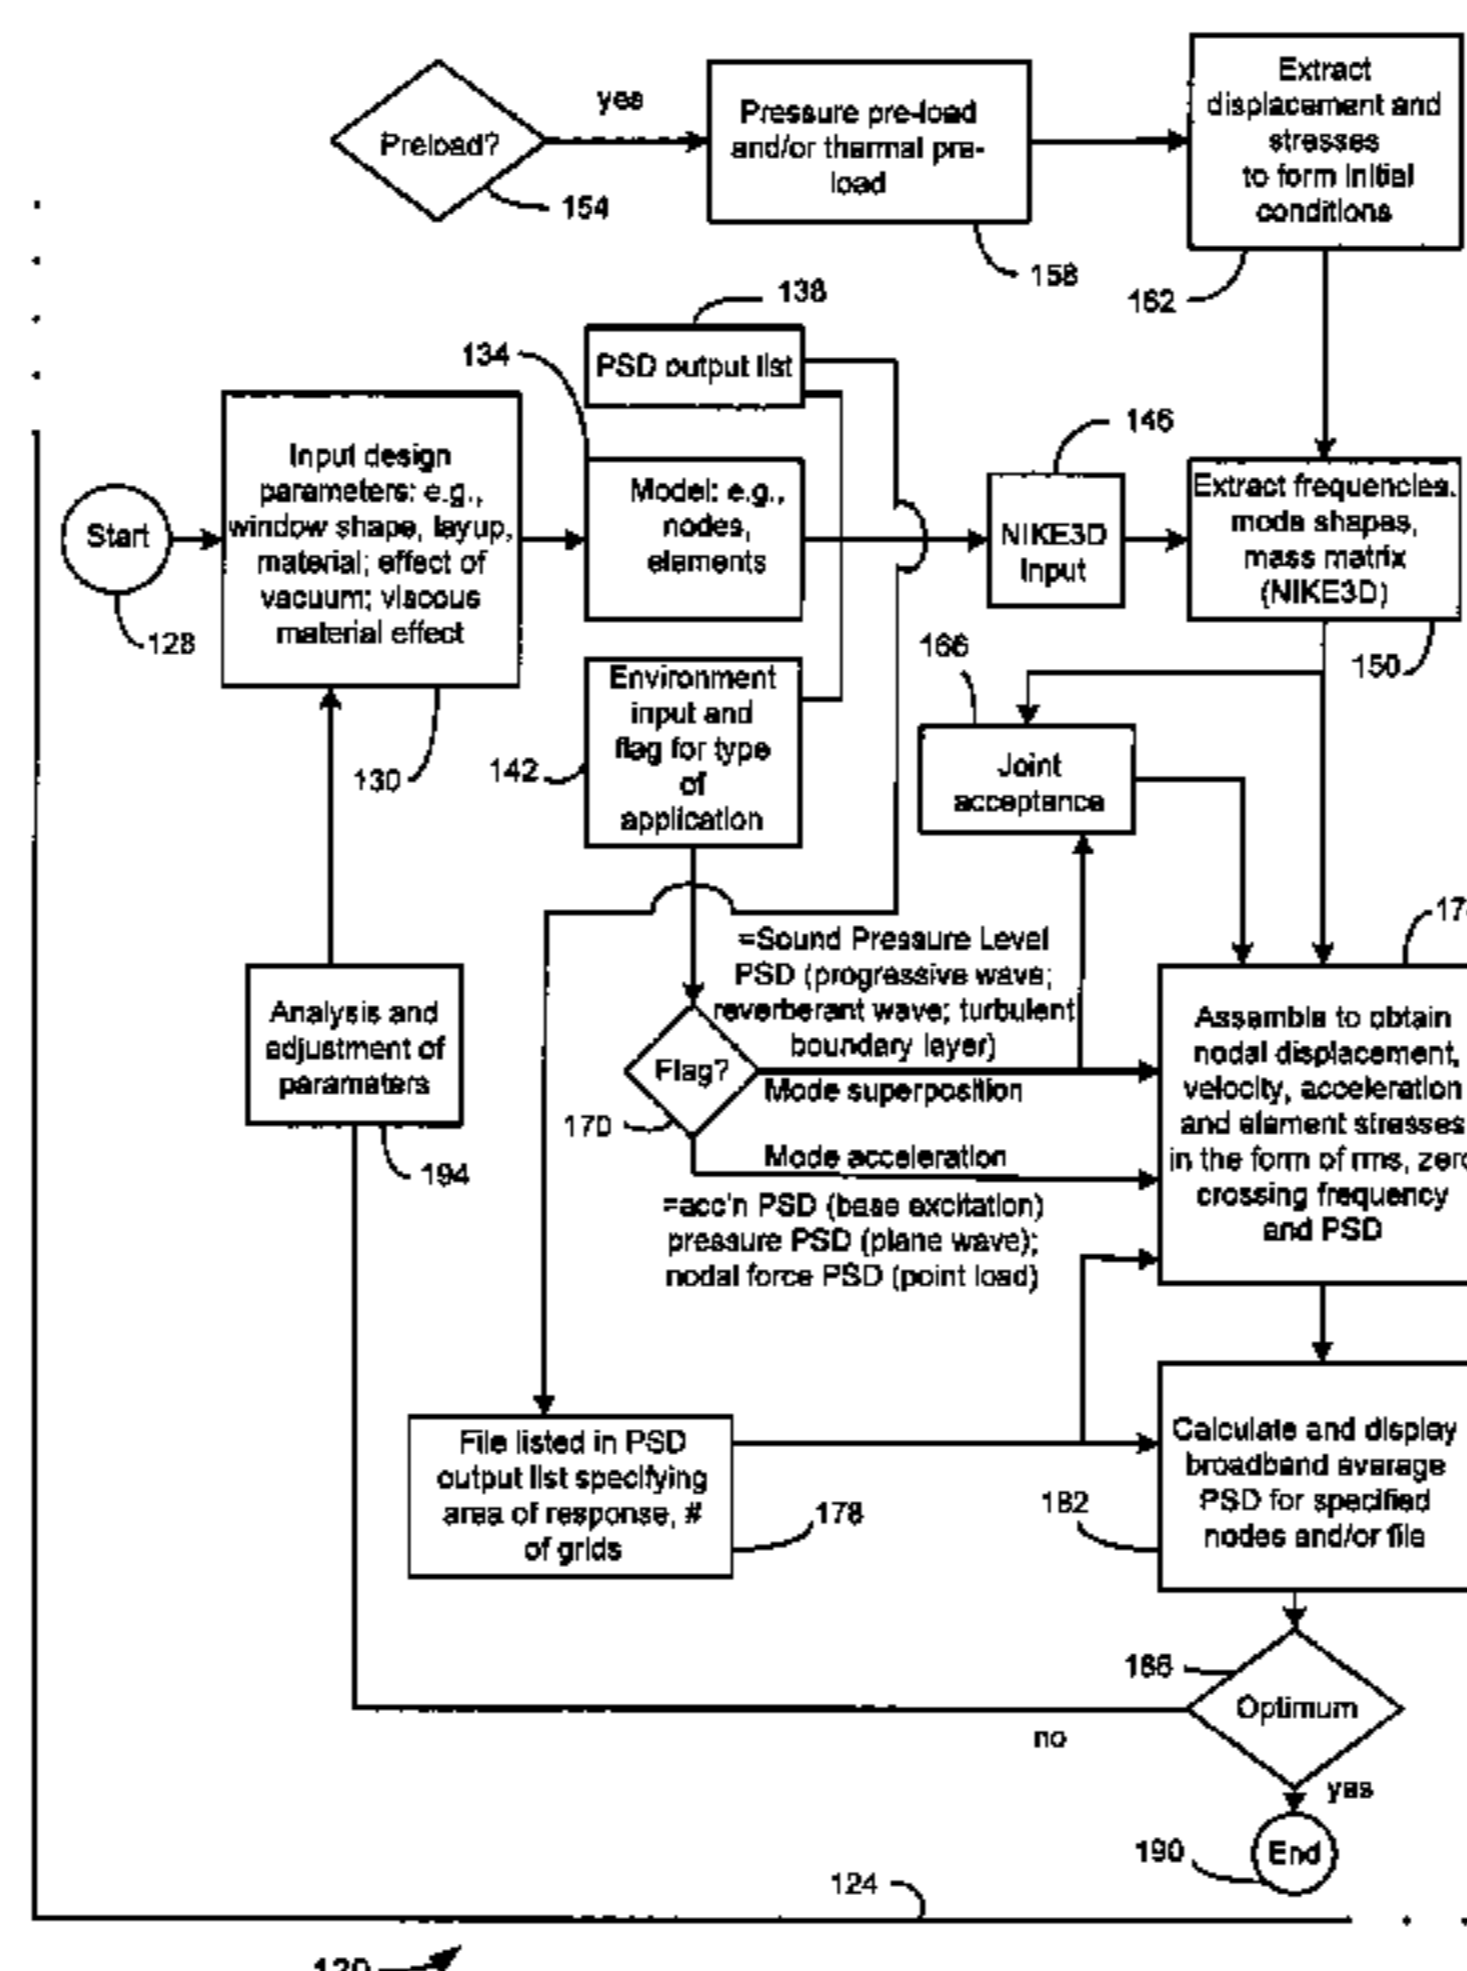 Preload?
yes
154
Pressure pre-load
and/or thermal pre-
load
158
Extract
displacement and
stresses
to form initial
conditions
162
138
PSD output list
134
Start
128
Input design
parameters: e.g.,
window shape, layup,
material; effect of
vacuum; viscous
material effect
130
Model: e.g.,
nodes,
elements
146
NIKE3D
Input
Extract frequencies.
mode shapes,
mass matrix
(NIKE3D)
150
Environment
input and
flag for type
of
application
142
166
Joint
acceptance
=Sound Pressure Level
PSD (progressive wave;
reverberant wave; turbulent
boundary layer)
Flag?
170
Mode superposition
Mode acceleration
=acc'n PSD (base excitation)
pressure PSD (plane wave);
nodal force PSD (point load)
Analysis and
adjustment of
parameters
194
Assemble to obtain
nodal displacement,
velocity, acceleration
and element stresses
in the form of rms, zero
crossing frequency
and PSD
File listed in PSD
output list specifying
area of response, #
of grids
178
Calculate and display
broadband average
PSD for specified
nodes and/or file
182
186
Optimum
no
yes
190
End
124
120